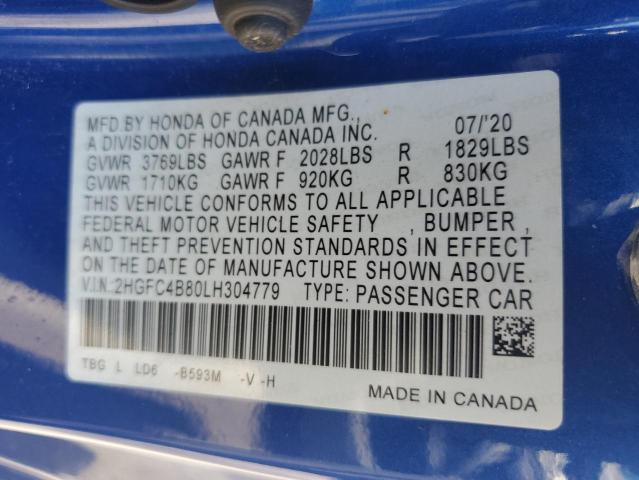 MFD.BY HONDA OF CANADA MFG., 07/'20
A DIVISION OF HONDA CANADA INC.
GVWR 3769LBS GAWR F 2028LBS R 1829LBS
GVWR 1710KG GAWR F 920KG R 830KG
THIS VEHICLE CONFORMS TO ALL APPLICABLE
FEDERAL MOTOR VEHICLE SAFETY , BUMPER ,
AND THEFT PREVENTION STANDARDS IN EFFECT
ON THE DATE OF MANUFACTURE SHOWN ABOVE.
V.I.N.:2HGFC4B80LH304779 TYPE: PASSENGER CAR
TBG L LD6 -B593M -V -H
MADE IN CANADA